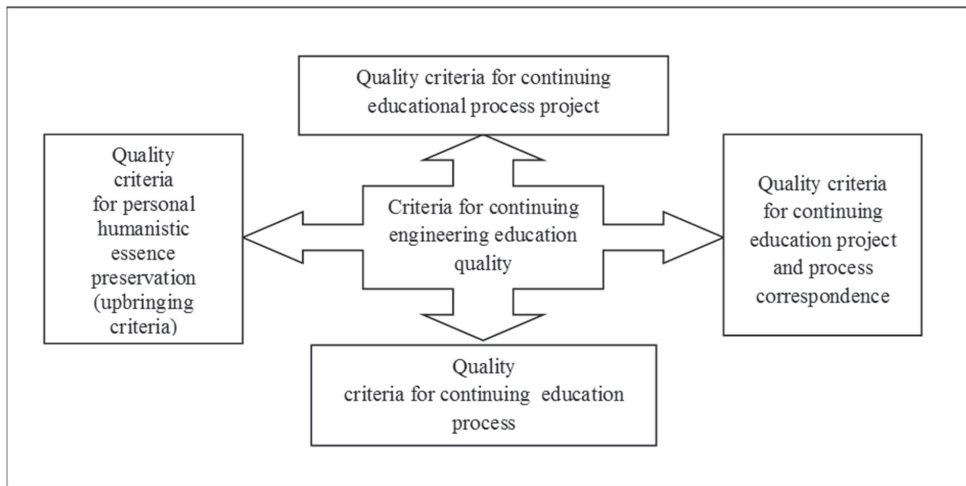 Quality criteria for continuing
educational process project
Quality
criteria
for personal
humanistic
essence
preservation
(upbringing
criteria)
Criteria for continuing
engineering education
quality
Quality criteria
for continuing
education project
and process
correspondence
Quality
criteria for continuing education
process